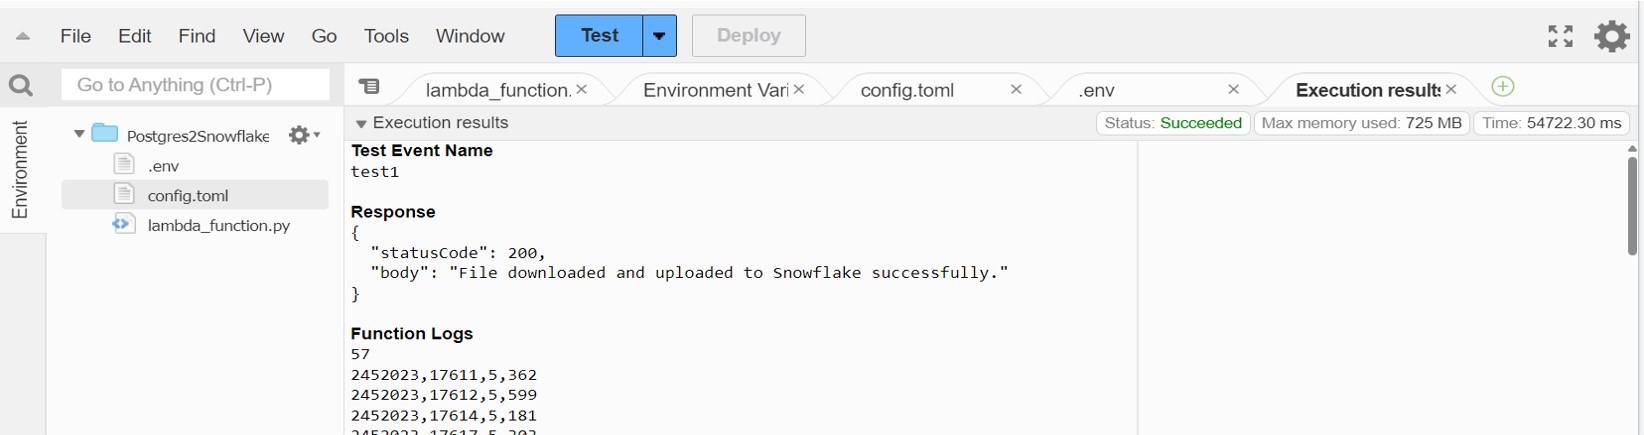 File Edit Find View Go Tools Window Test Deploy
Go to Anything (Ctrl-P)
lambda_function. Environment Vari config.toml .env Execution results
Environment
Execution results Status: Succeeded Max memory used: 725 MB Time: 54722.30 ms
Postgres2Snowflake
.env
config.toml
lambda_function.py
Test Event Name
test1
Response
{
"statusCode": 200,
"body": "File downloaded and uploaded to Snowflake successfully."
}
Function Logs
57
2452023,17611,5,362
2452023,17612,5,599
2452023,17614,5,181